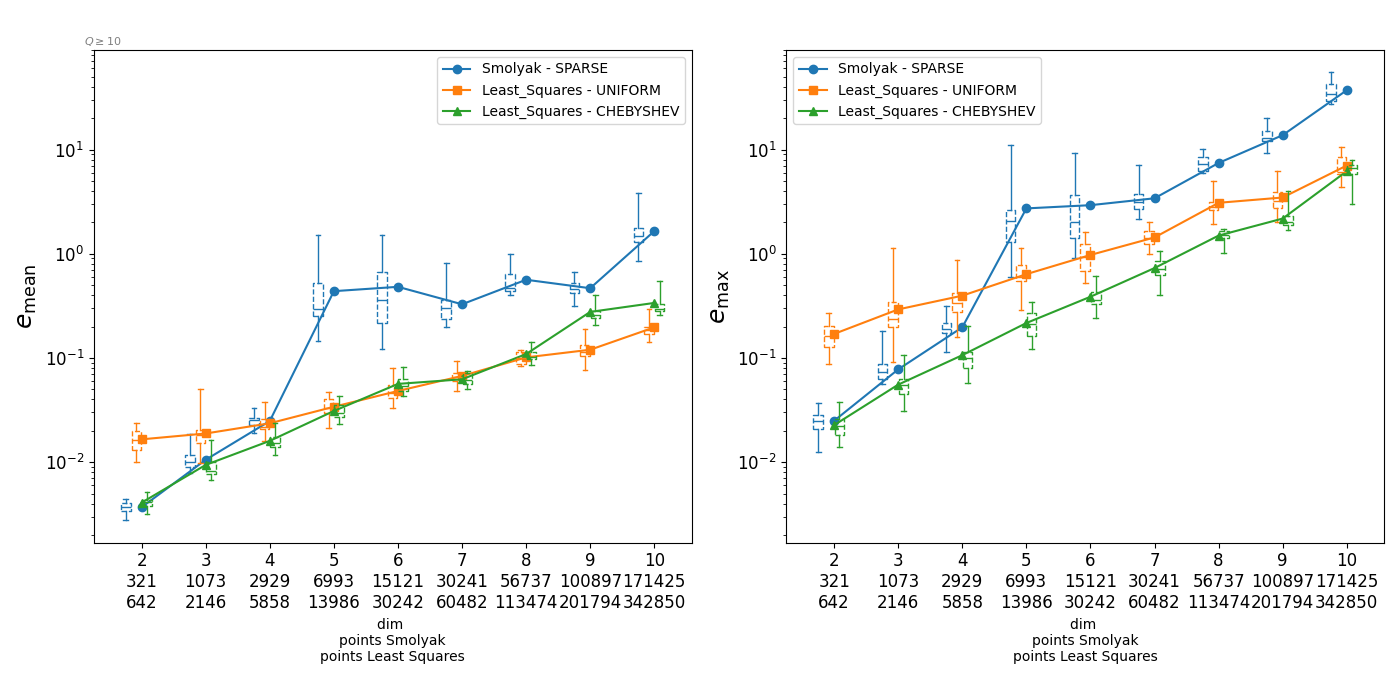 Q ≥ 10
Smolyak - SPARSE
Least_Squares - UNIFORM
Least_Squares - CHEBYSHEV
10¹
10⁰
10⁻¹
10⁻²
e_mean
2 3 4 5 6 7 8 9 10
321 1073 2929 6993 15121 30241 56737 100897 171425
642 2146 5858 13986 30242 60482 113474 201794 342850
dim
points Smolyak
points Least Squares
Smolyak - SPARSE
Least_Squares - UNIFORM
Least_Squares - CHEBYSHEV
10¹
10⁰
10⁻¹
10⁻²
e_max
2 3 4 5 6 7 8 9 10
321 1073 2929 6993 15121 30241 56737 100897 171425
642 2146 5858 13986 30242 60482 113474 201794 342850
dim
points Smolyak
points Least Squares